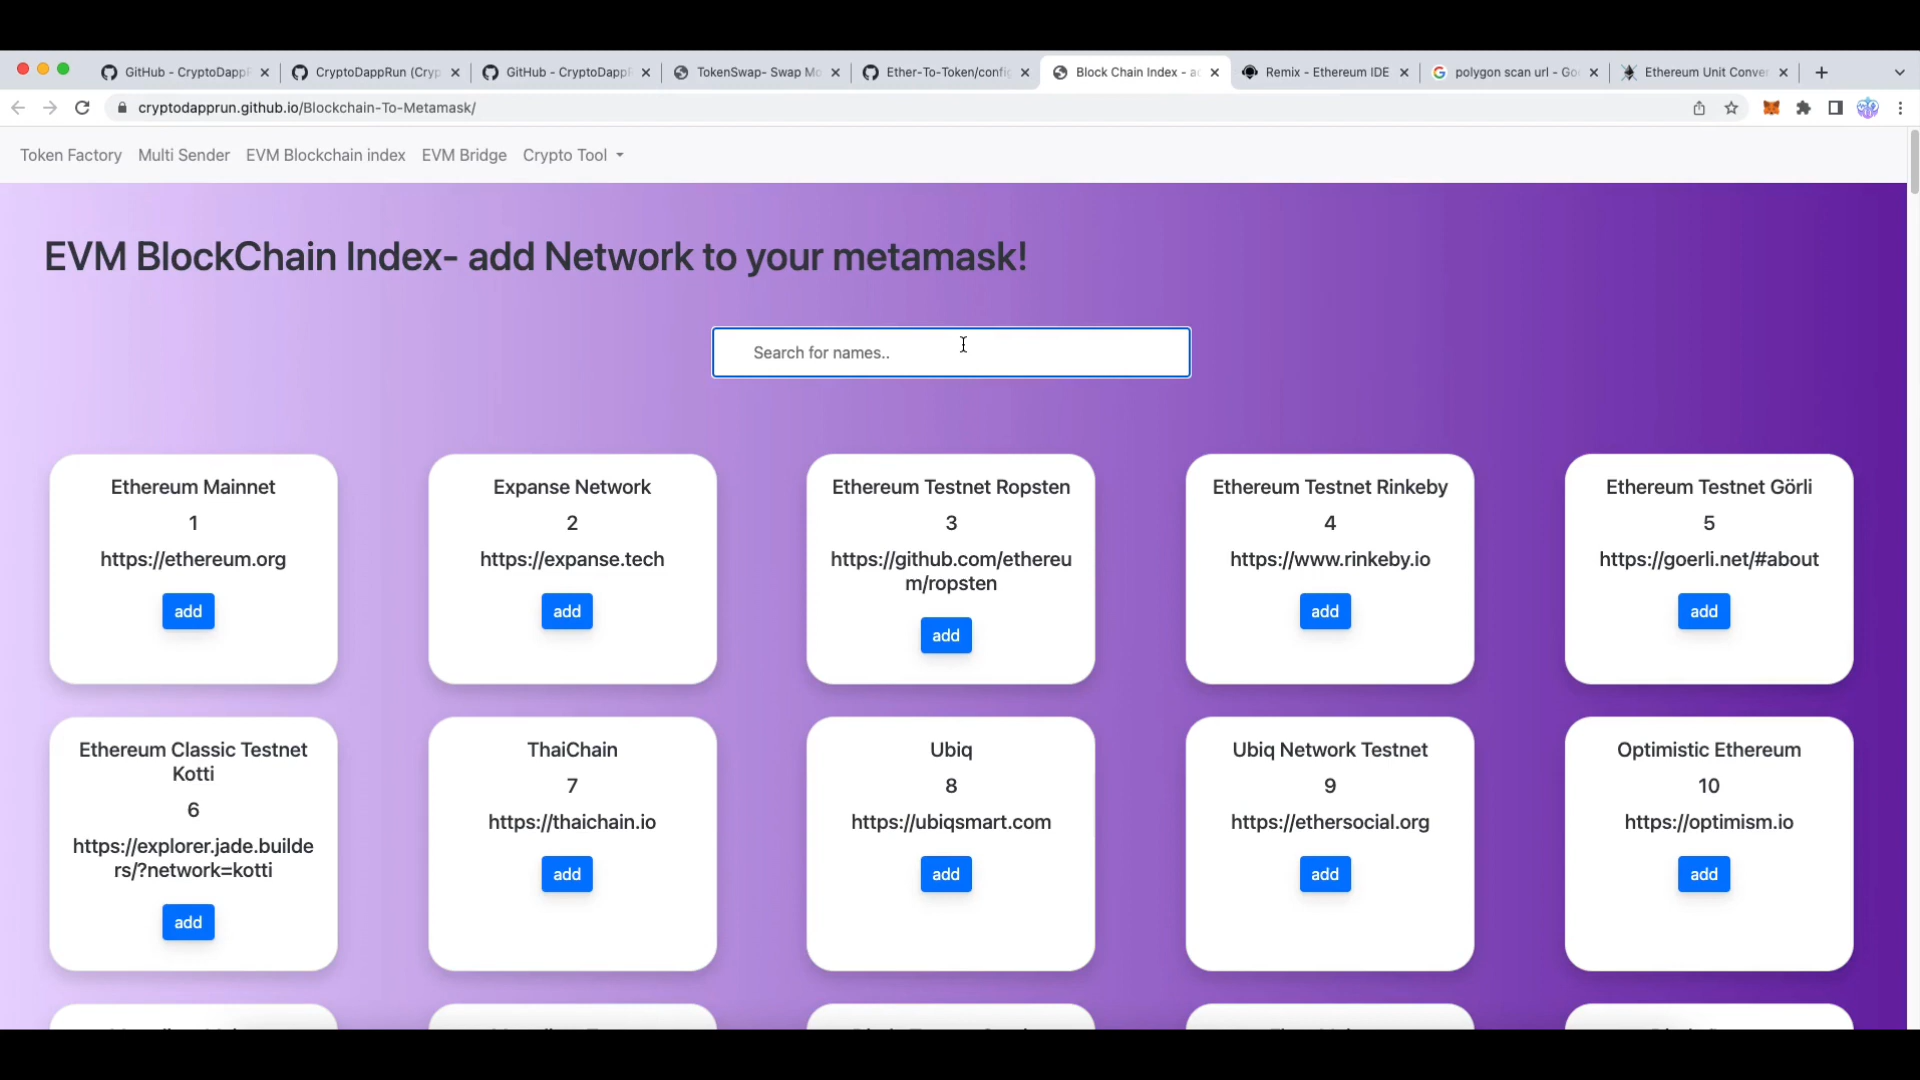 GitHub - CryptoDappR
CryptoDappRun (Cryp
GitHub - CryptoDappR
TokenSwap- Swap Mo
Ether-To-Token/config
Block Chain Index - ad
Remix - Ethereum IDE
polygon scan url - Go
Ethereum Unit Conver
cryptodapprun.github.io/Blockchain-To-Metamask/
Token Factory Multi Sender EVM Blockchain index EVM Bridge Crypto Tool
EVM BlockChain Index- add Network to your metamask!
Search for names..
Ethereum Mainnet
1
https://ethereum.org
add
Expanse Network
2
https://expanse.tech
add
Ethereum Testnet Ropsten
3
https://github.com/ethereu
m/ropsten
add
Ethereum Testnet Rinkeby
4
https://www.rinkeby.io
add
Ethereum Testnet Görli
5
https://goerli.net/#about
add
Ethereum Classic Testnet
Kotti
6
https://explorer.jade.builde
rs/?network=kotti
add
ThaiChain
7
https://thaichain.io
add
Ubiq
8
https://ubiqsmart.com
add
Ubiq Network Testnet
9
https://ethersocial.org
add
Optimistic Ethereum
10
https://optimism.io
add